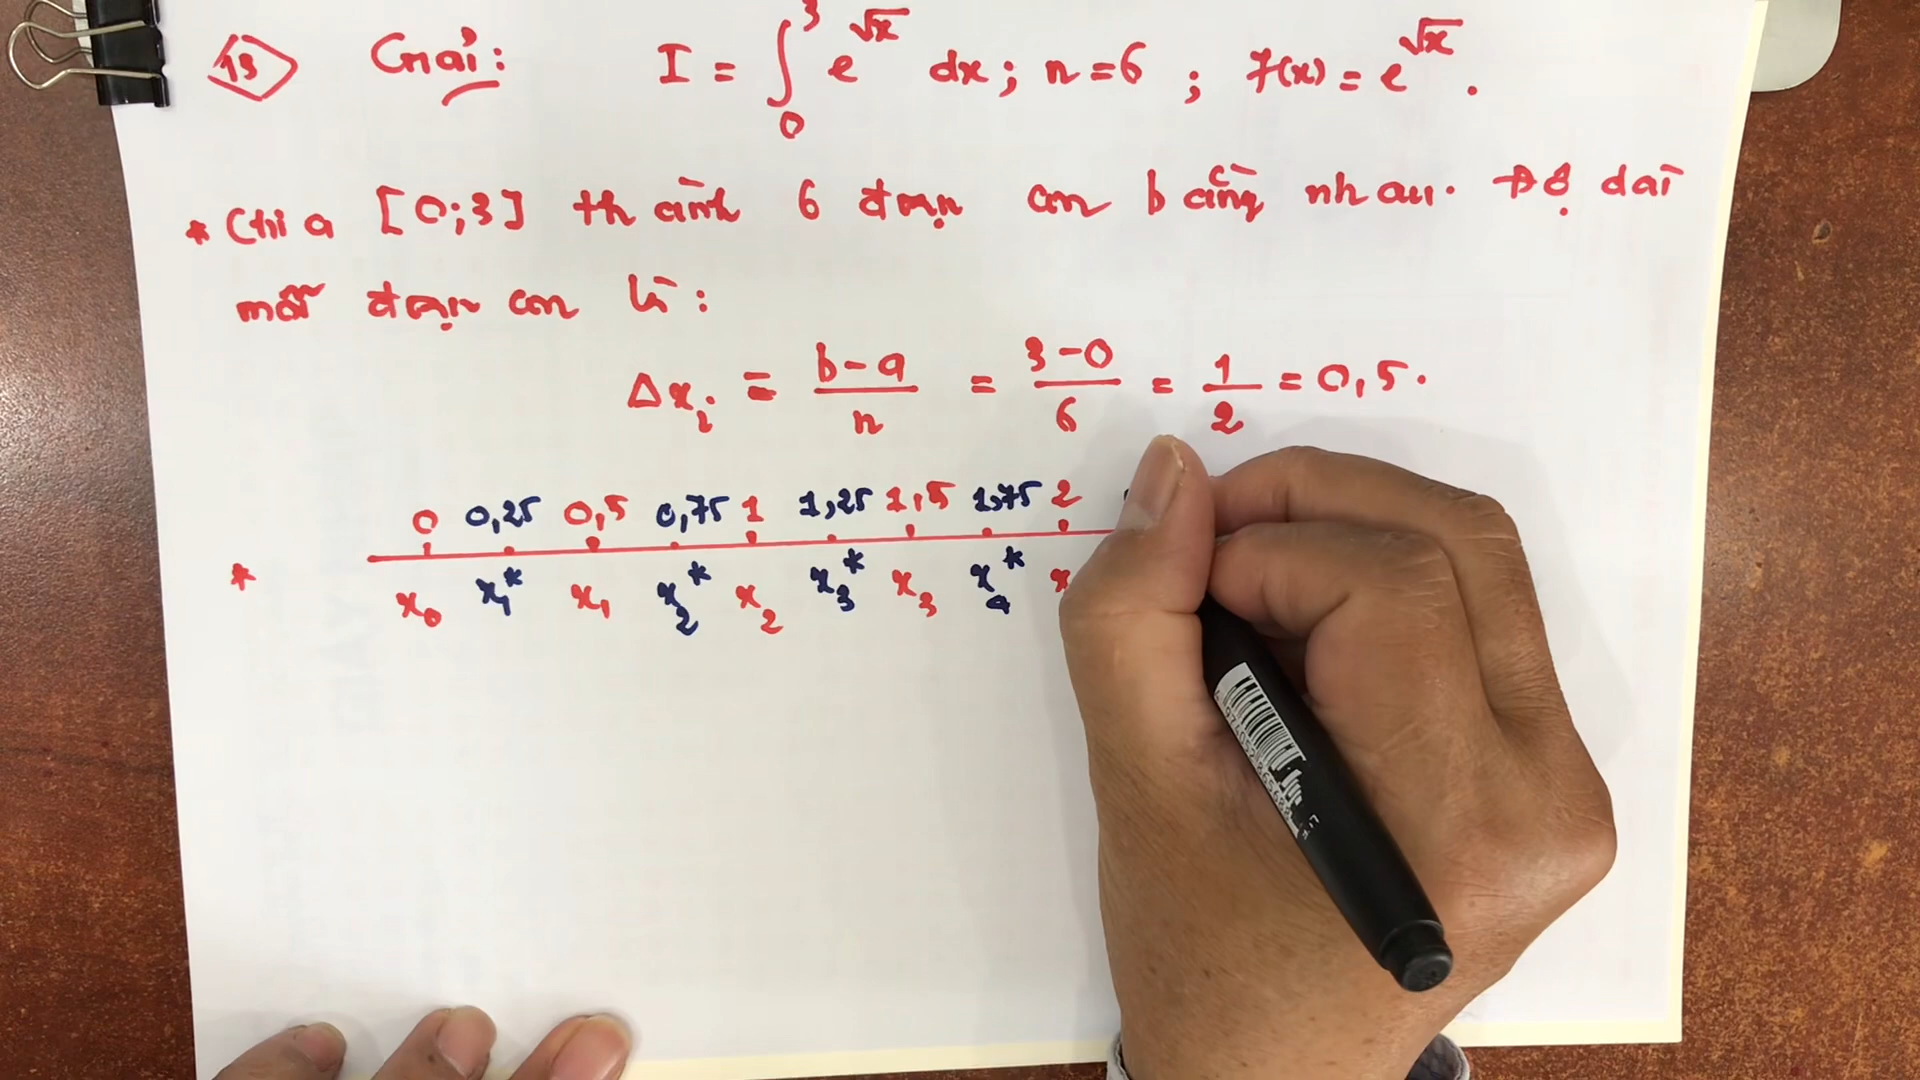 13 Giải: I = ∫₀³ e^√x dx ; n = 6 ; f(x) = e^√x .
* Chia [0;3] thành 6 đoạn con bằng nhau. Độ dài
mỗi đoạn con là :
Δxᵢ = (b-a)/n = (3-0)/6 = 1/2 = 0,5.
0 0,25 0,5 0,75 1 1,25 1,5 1,75 2
* x₀ x₁* x₁ x₂* x₂ x₃* x₃ x₄* x